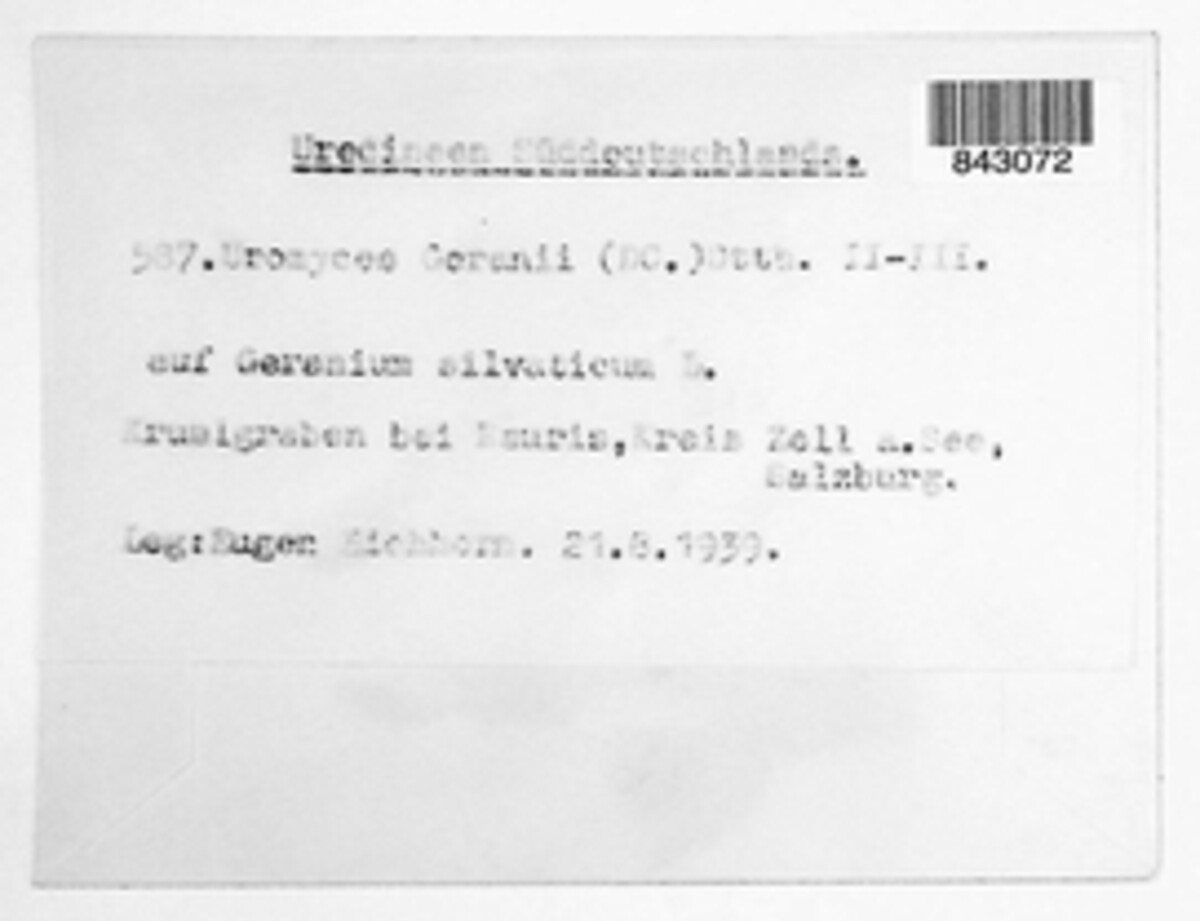 843072
Uredineen Süddeutschlands.
587.Uromyces Geranii (DC.)Otth. II-III.
auf Geranium silvaticum L.
bei Rauris,Kreis Zell a.See,
Salzburg.
Leg:Eugen Eichhorn. 21.8.1939.